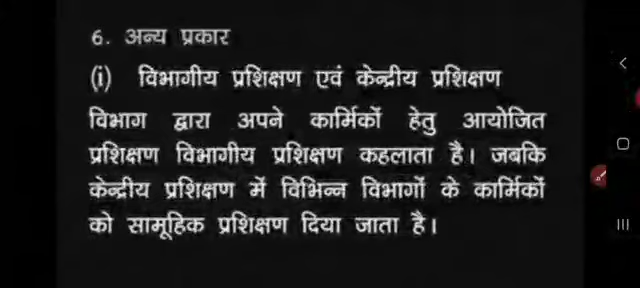 6. अन्य प्रकार
(i) विभागीय प्रशिक्षण एवं केन्द्रीय प्रशिक्षण
विभाग द्वारा अपने कार्मिकों हेतु आयोजित
प्रशिक्षण विभागीय प्रशिक्षण कहलाता है। जबकि
केन्द्रीय प्रशिक्षण में विभिन्न विभागों के कार्मिकों
को सामूहिक प्रशिक्षण दिया जाता है।